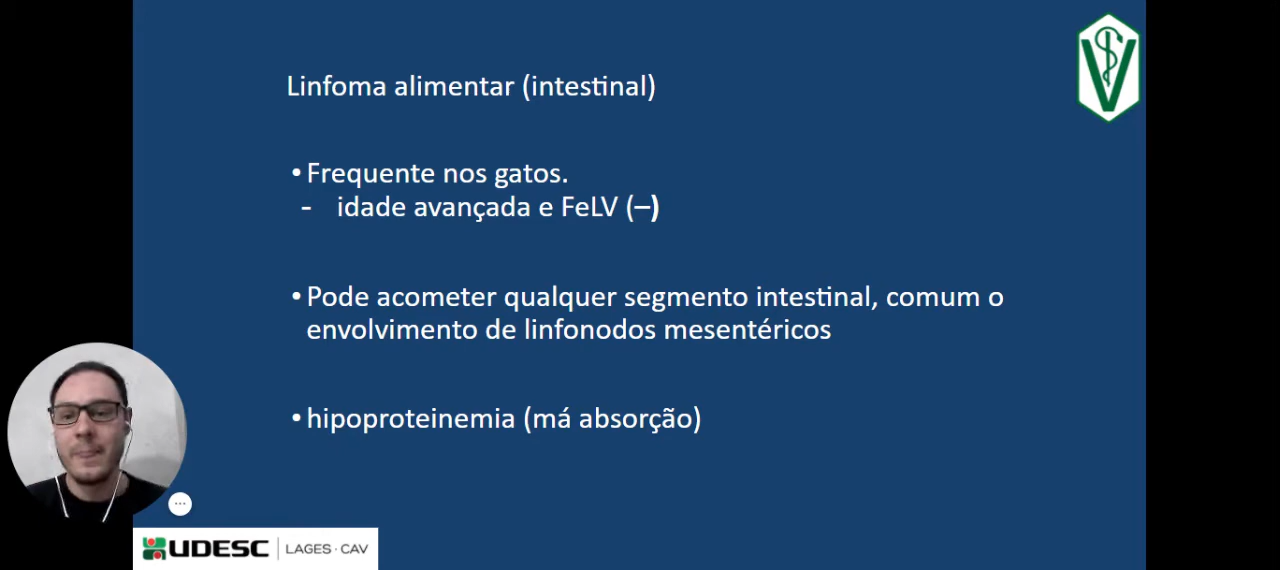 Linfoma alimentar (intestinal)
• Frequente nos gatos.
- idade avançada e FeLV (–)
• Pode acometer qualquer segmento intestinal, comum o
envolvimento de linfonodos mesentéricos
• hipoproteinemia (má absorção)
UDESC | LAGES · CAV
V